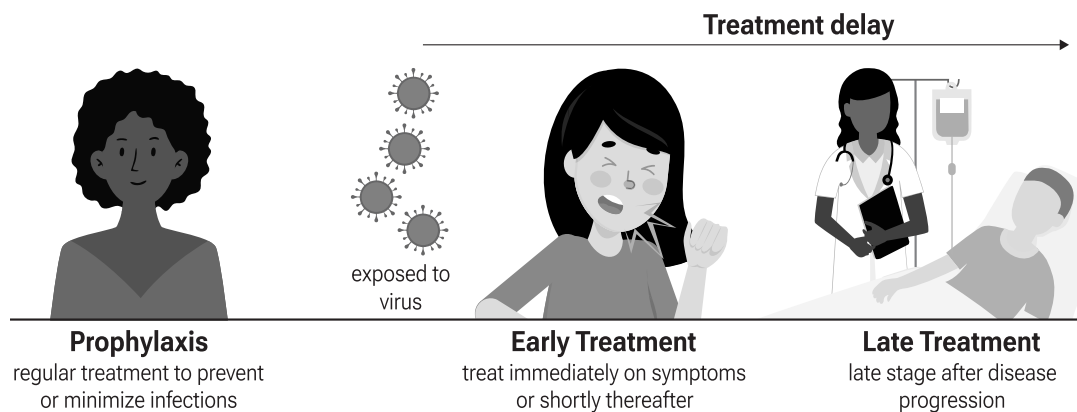 Treatment delay
exposed to
virus
Prophylaxis
regular treatment to prevent
or minimize infections
Early Treatment
treat immediately on symptoms
or shortly thereafter
Late Treatment
late stage after disease
progression